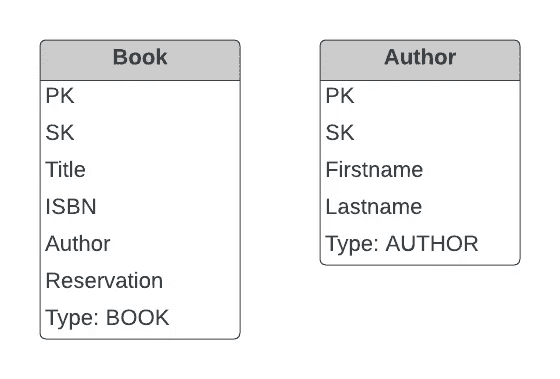 Book
PK
SK
Title
ISBN
Author
Reservation
Type: BOOK
Author
PK
SK
Firstname
Lastname
Type: AUTHOR